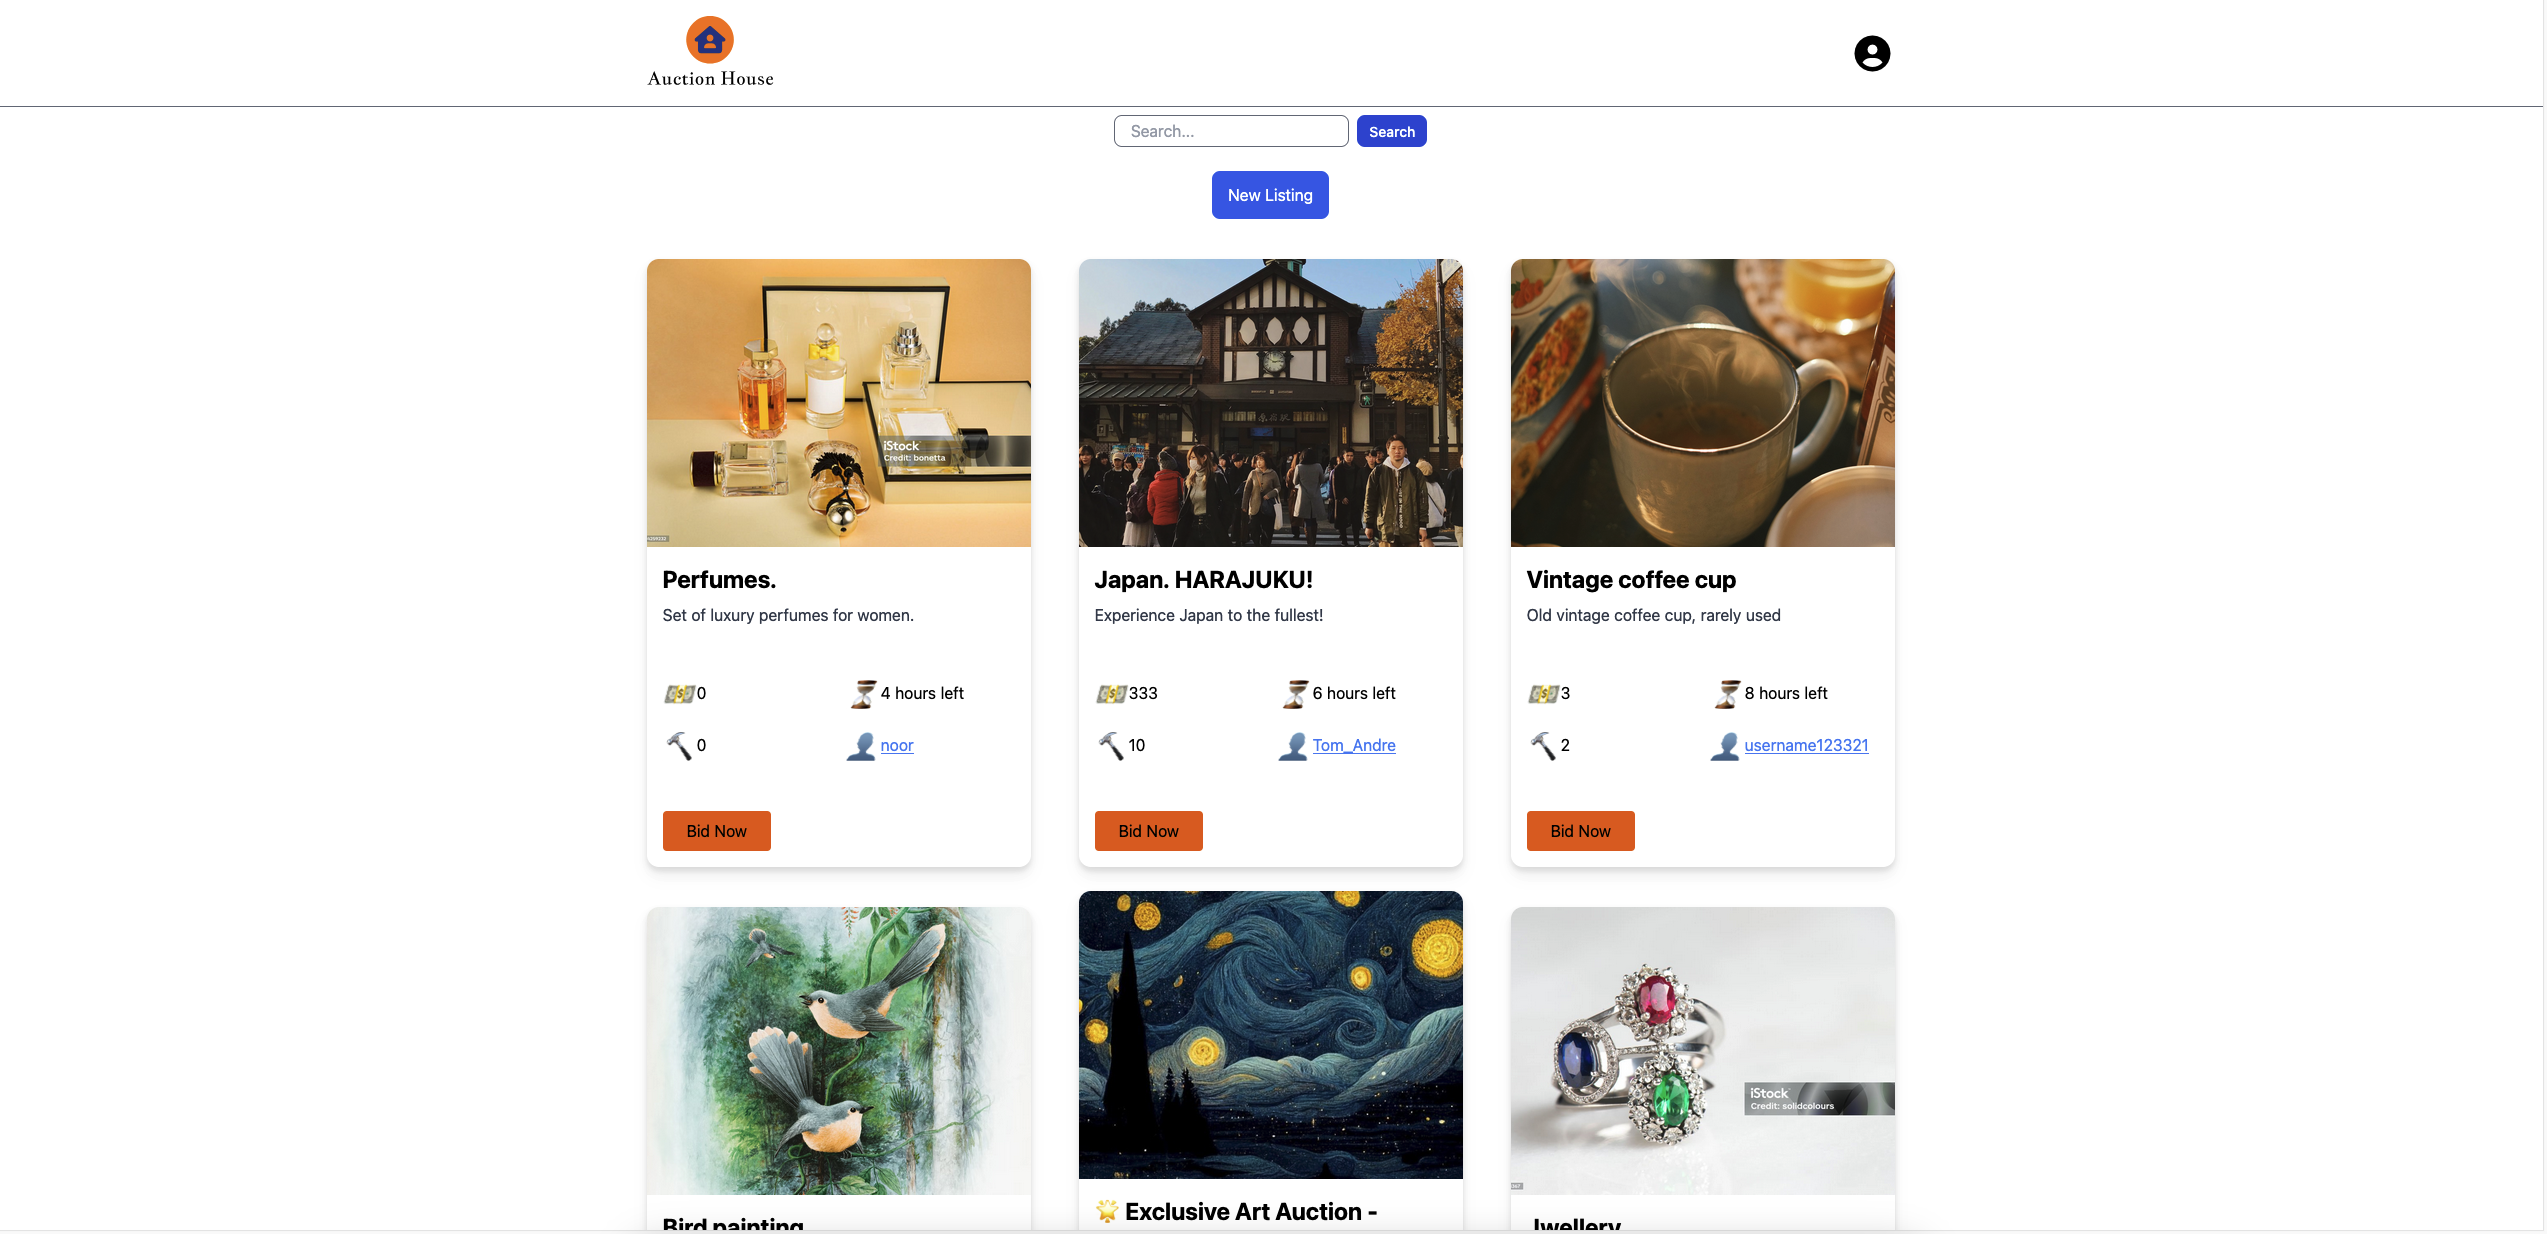 Auction House
Search...
Search
New Listing
iStock
Credit: bonetta
Perfumes.
Set of luxury perfumes for women.
0
4 hours left
0
noor
Bid Now
Japan. HARAJUKU!
Experience Japan to the fullest!
333
6 hours left
10
Tom_Andre
Bid Now
Vintage coffee cup
Old vintage coffee cup, rarely used
3
8 hours left
2
username123321
Bid Now
Bird painting
🌟 Exclusive Art Auction -
iStock
Credit: solidcolours
Jwellery